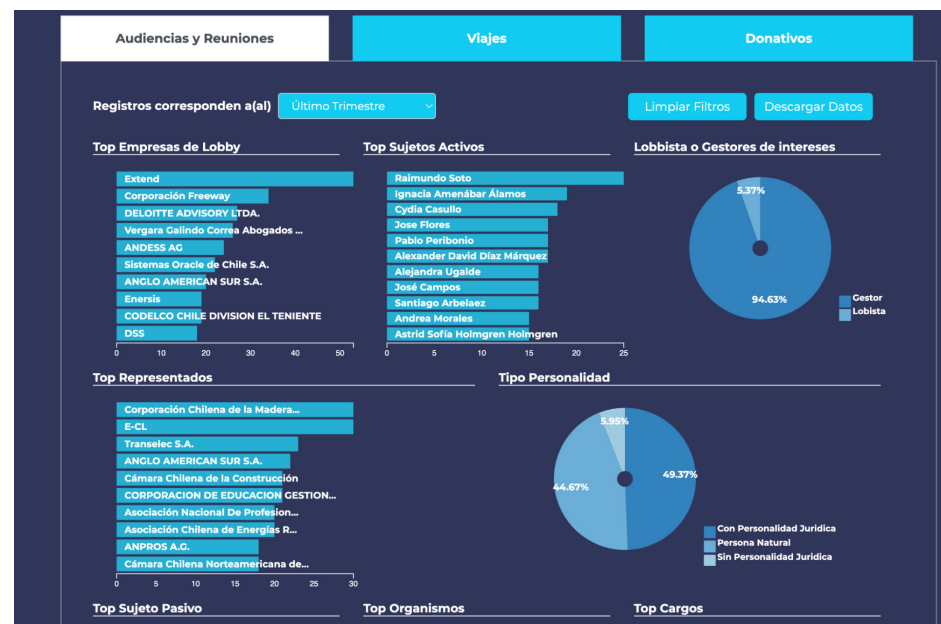 Audiencias y Reuniones
Viajes
Donativos
Registros corresponden a(al)
Último Trimestre
Limpiar Filtros
Descargar Datos
Top Empresas de Lobby
Extend
Corporación Freeway
DELOITTE ADVISORY LTDA.
Vergara Galindo Correa Abogados ...
ANDESS AG
Sistemas Oracle de Chile S.A.
ANGLO AMERICAN SUR S.A.
Enersis
CODELCO CHILE DIVISION EL TENIENTE
DSS
0 10 20 30 40 50
Top Sujetos Activos
Raimundo Soto
Ignacia Amenábar Álamos
Cydia Casullo
Jose Flores
Pablo Peribonio
Alexander David Díaz Márquez
Alejandra Ugalde
José Campos
Santiago Arbelaez
Andrea Morales
Astrid Sofía Holmgren Holmgren
0 5 10 15 20 25
Lobbista o Gestores de intereses
5.37%
94.63%
Gestor
Lobista
Top Representados
Corporación Chilena de la Madera...
E-CL
Transelec S.A.
ANGLO AMERICAN SUR S.A.
Cámara Chilena de la Construcción
CORPORACION DE EDUCACION GESTION...
Asociación Nacional De Profesion...
Asociación Chilena de Energías R...
ANPROS A.G.
Cámara Chilena Norteamericana de...
0 5 10 15 20 25 30
Tipo Personalidad
5.95%
49.37%
44.67%
Con Personalidad Juridica
Persona Natural
Sin Personalidad Juridica
Top Sujeto Pasivo
Top Organismos
Top Cargos